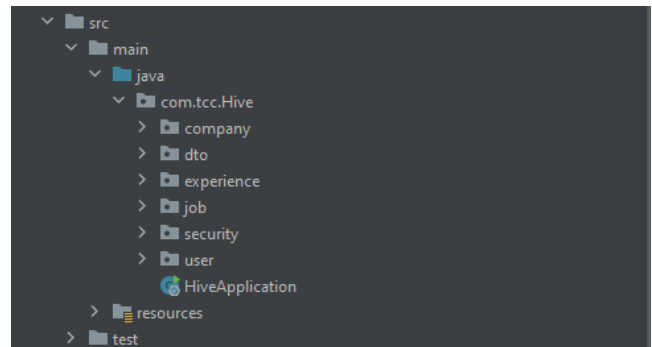 src
main
java
com.tcc.Hive
company
dto
experience
job
security
user
HiveApplication
resources
test